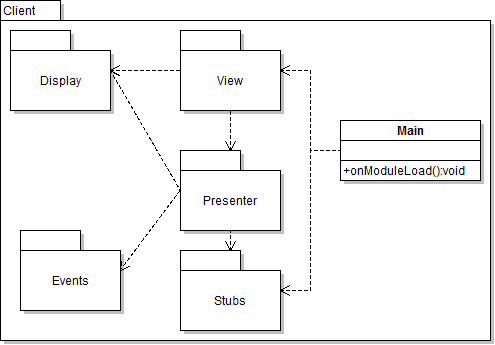 Client
Display
View
Main
+onModuleLoad():void
Presenter
Events
Stubs